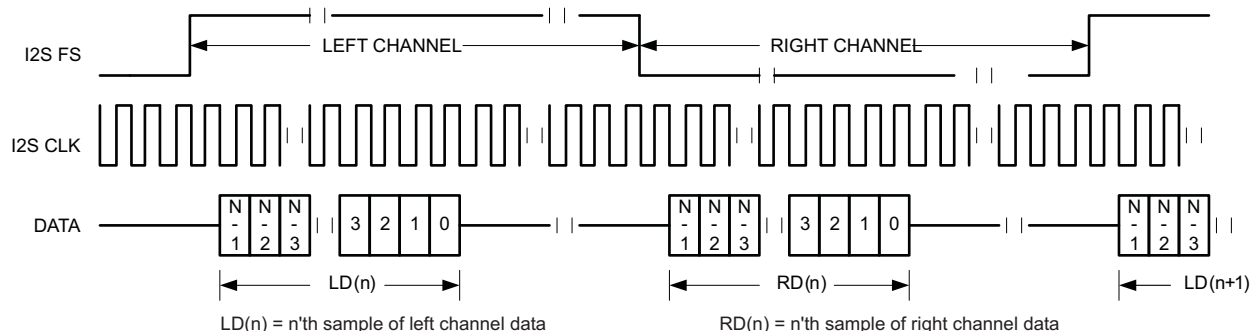 LEFT CHANNEL
RIGHT CHANNEL
I2S FS
I2S CLK
DATA
N-1 N-2 N-3 3 2 1 0 N-1 N-2 N-3 3 2 1 0 N-1 N-2 N-3
LD(n) RD(n) LD(n+1)
LD(n) = n'th sample of left channel data
RD(n) = n'th sample of right channel data